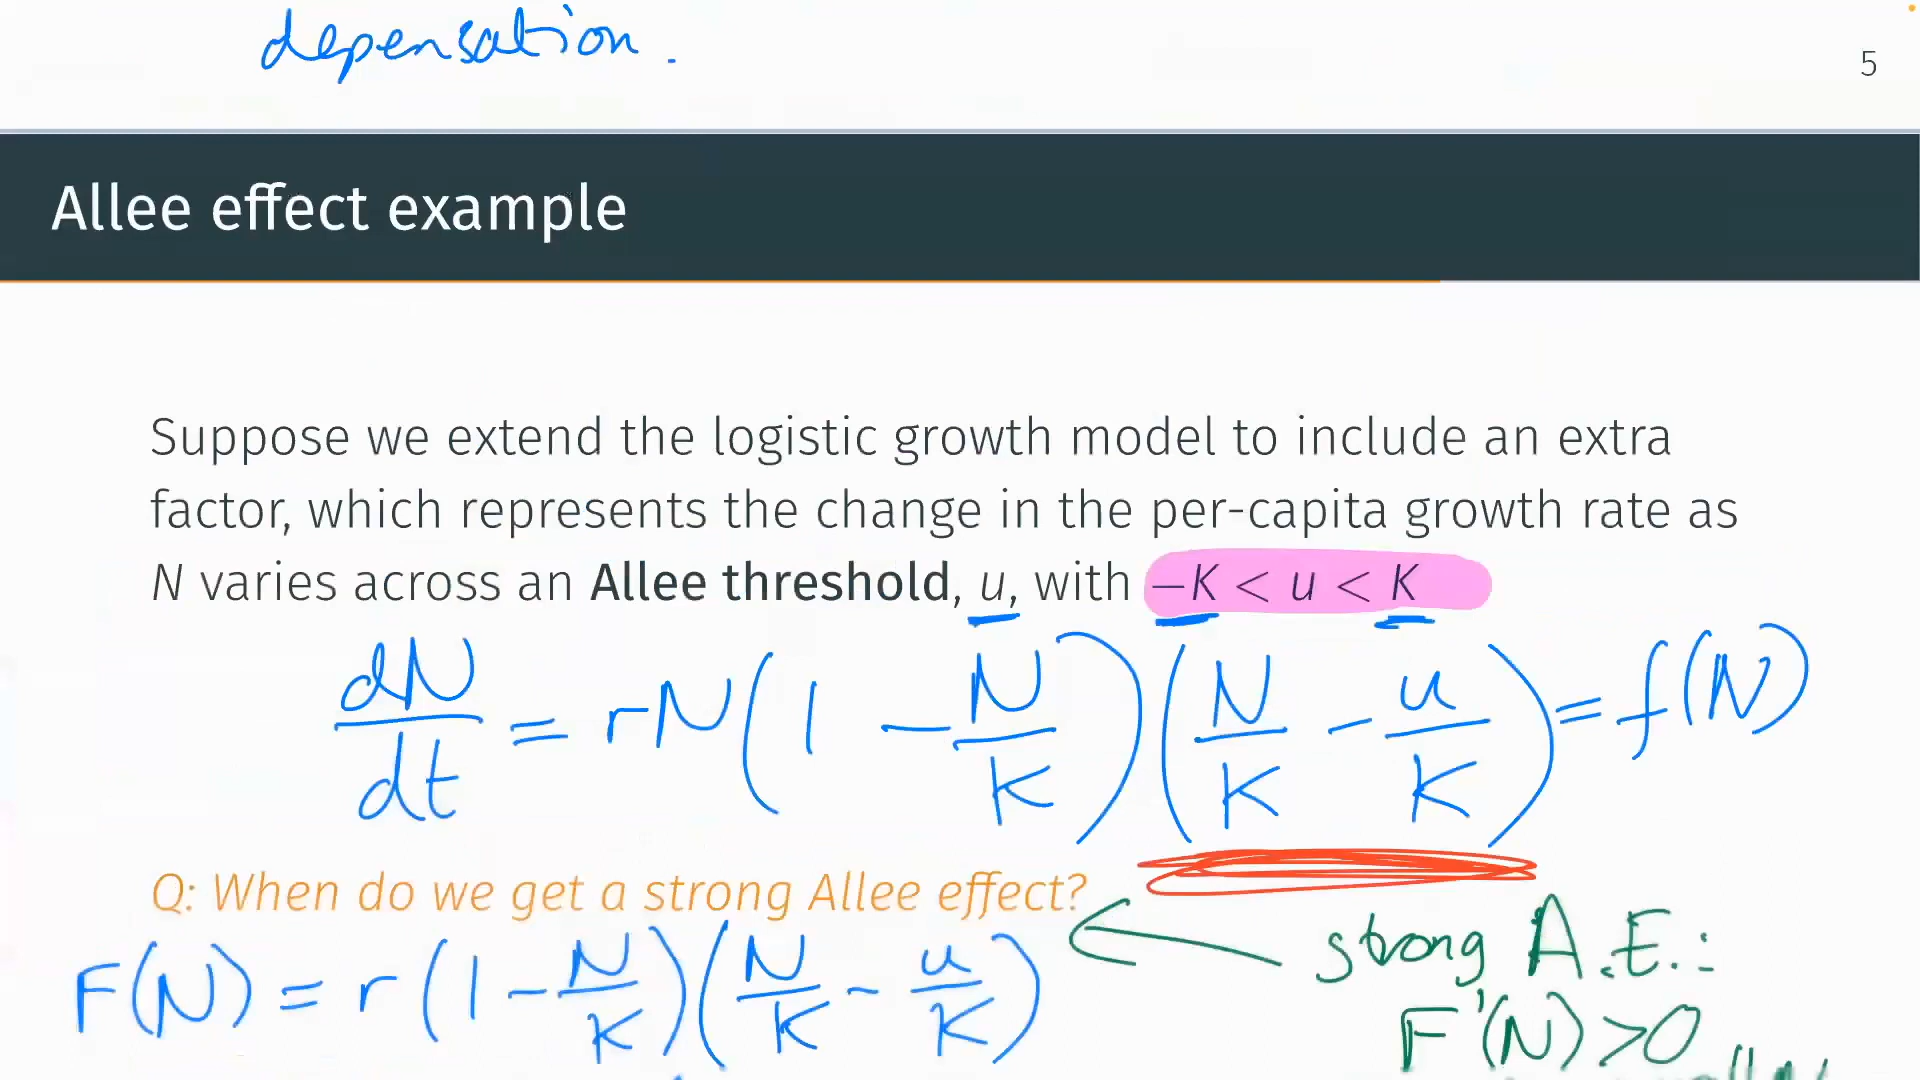 depensation.
5
Allee effect example
Suppose we extend the logistic growth model to include an extra
factor, which represents the change in the per-capita growth rate as
N varies across an Allee threshold, u, with −K < u < K
dN/dt = rN(1 − N/K)(N/K − u/K) = f(N)
Q: When do we get a strong Allee effect?
strong A.E.:
F(N) = r(1 − N/K)(N/K − u/K)
F'(N) > 0